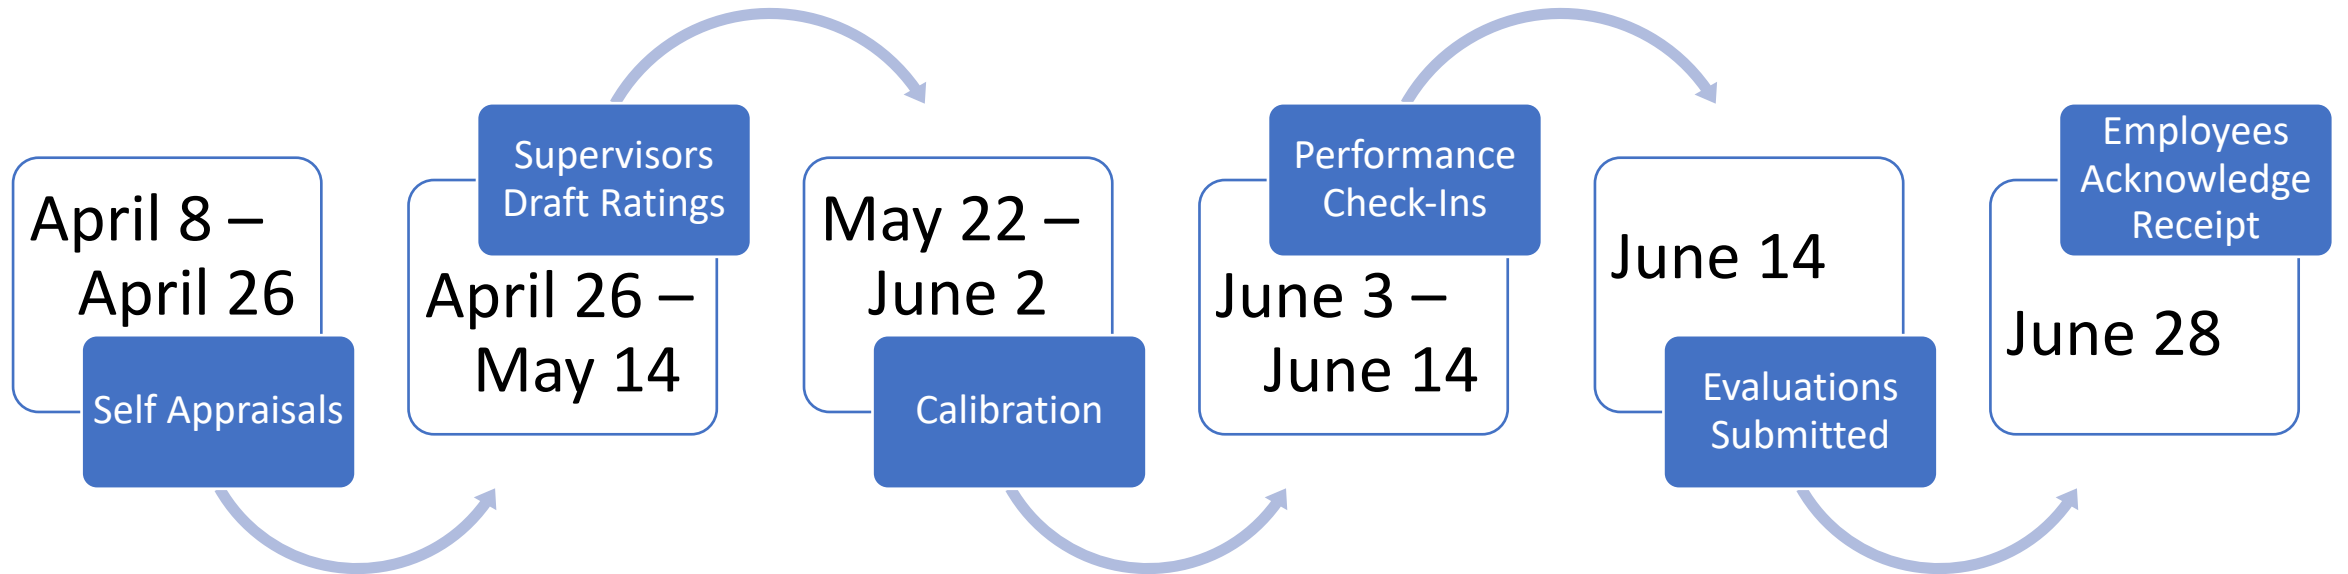 April 8 –
April 26
Self Appraisals
Supervisors
Draft Ratings
April 26 –
May 14
May 22 –
June 2
Calibration
Performance
Check-Ins
June 3 –
June 14
June 14
Evaluations
Submitted
Employees
Acknowledge
Receipt
June 28